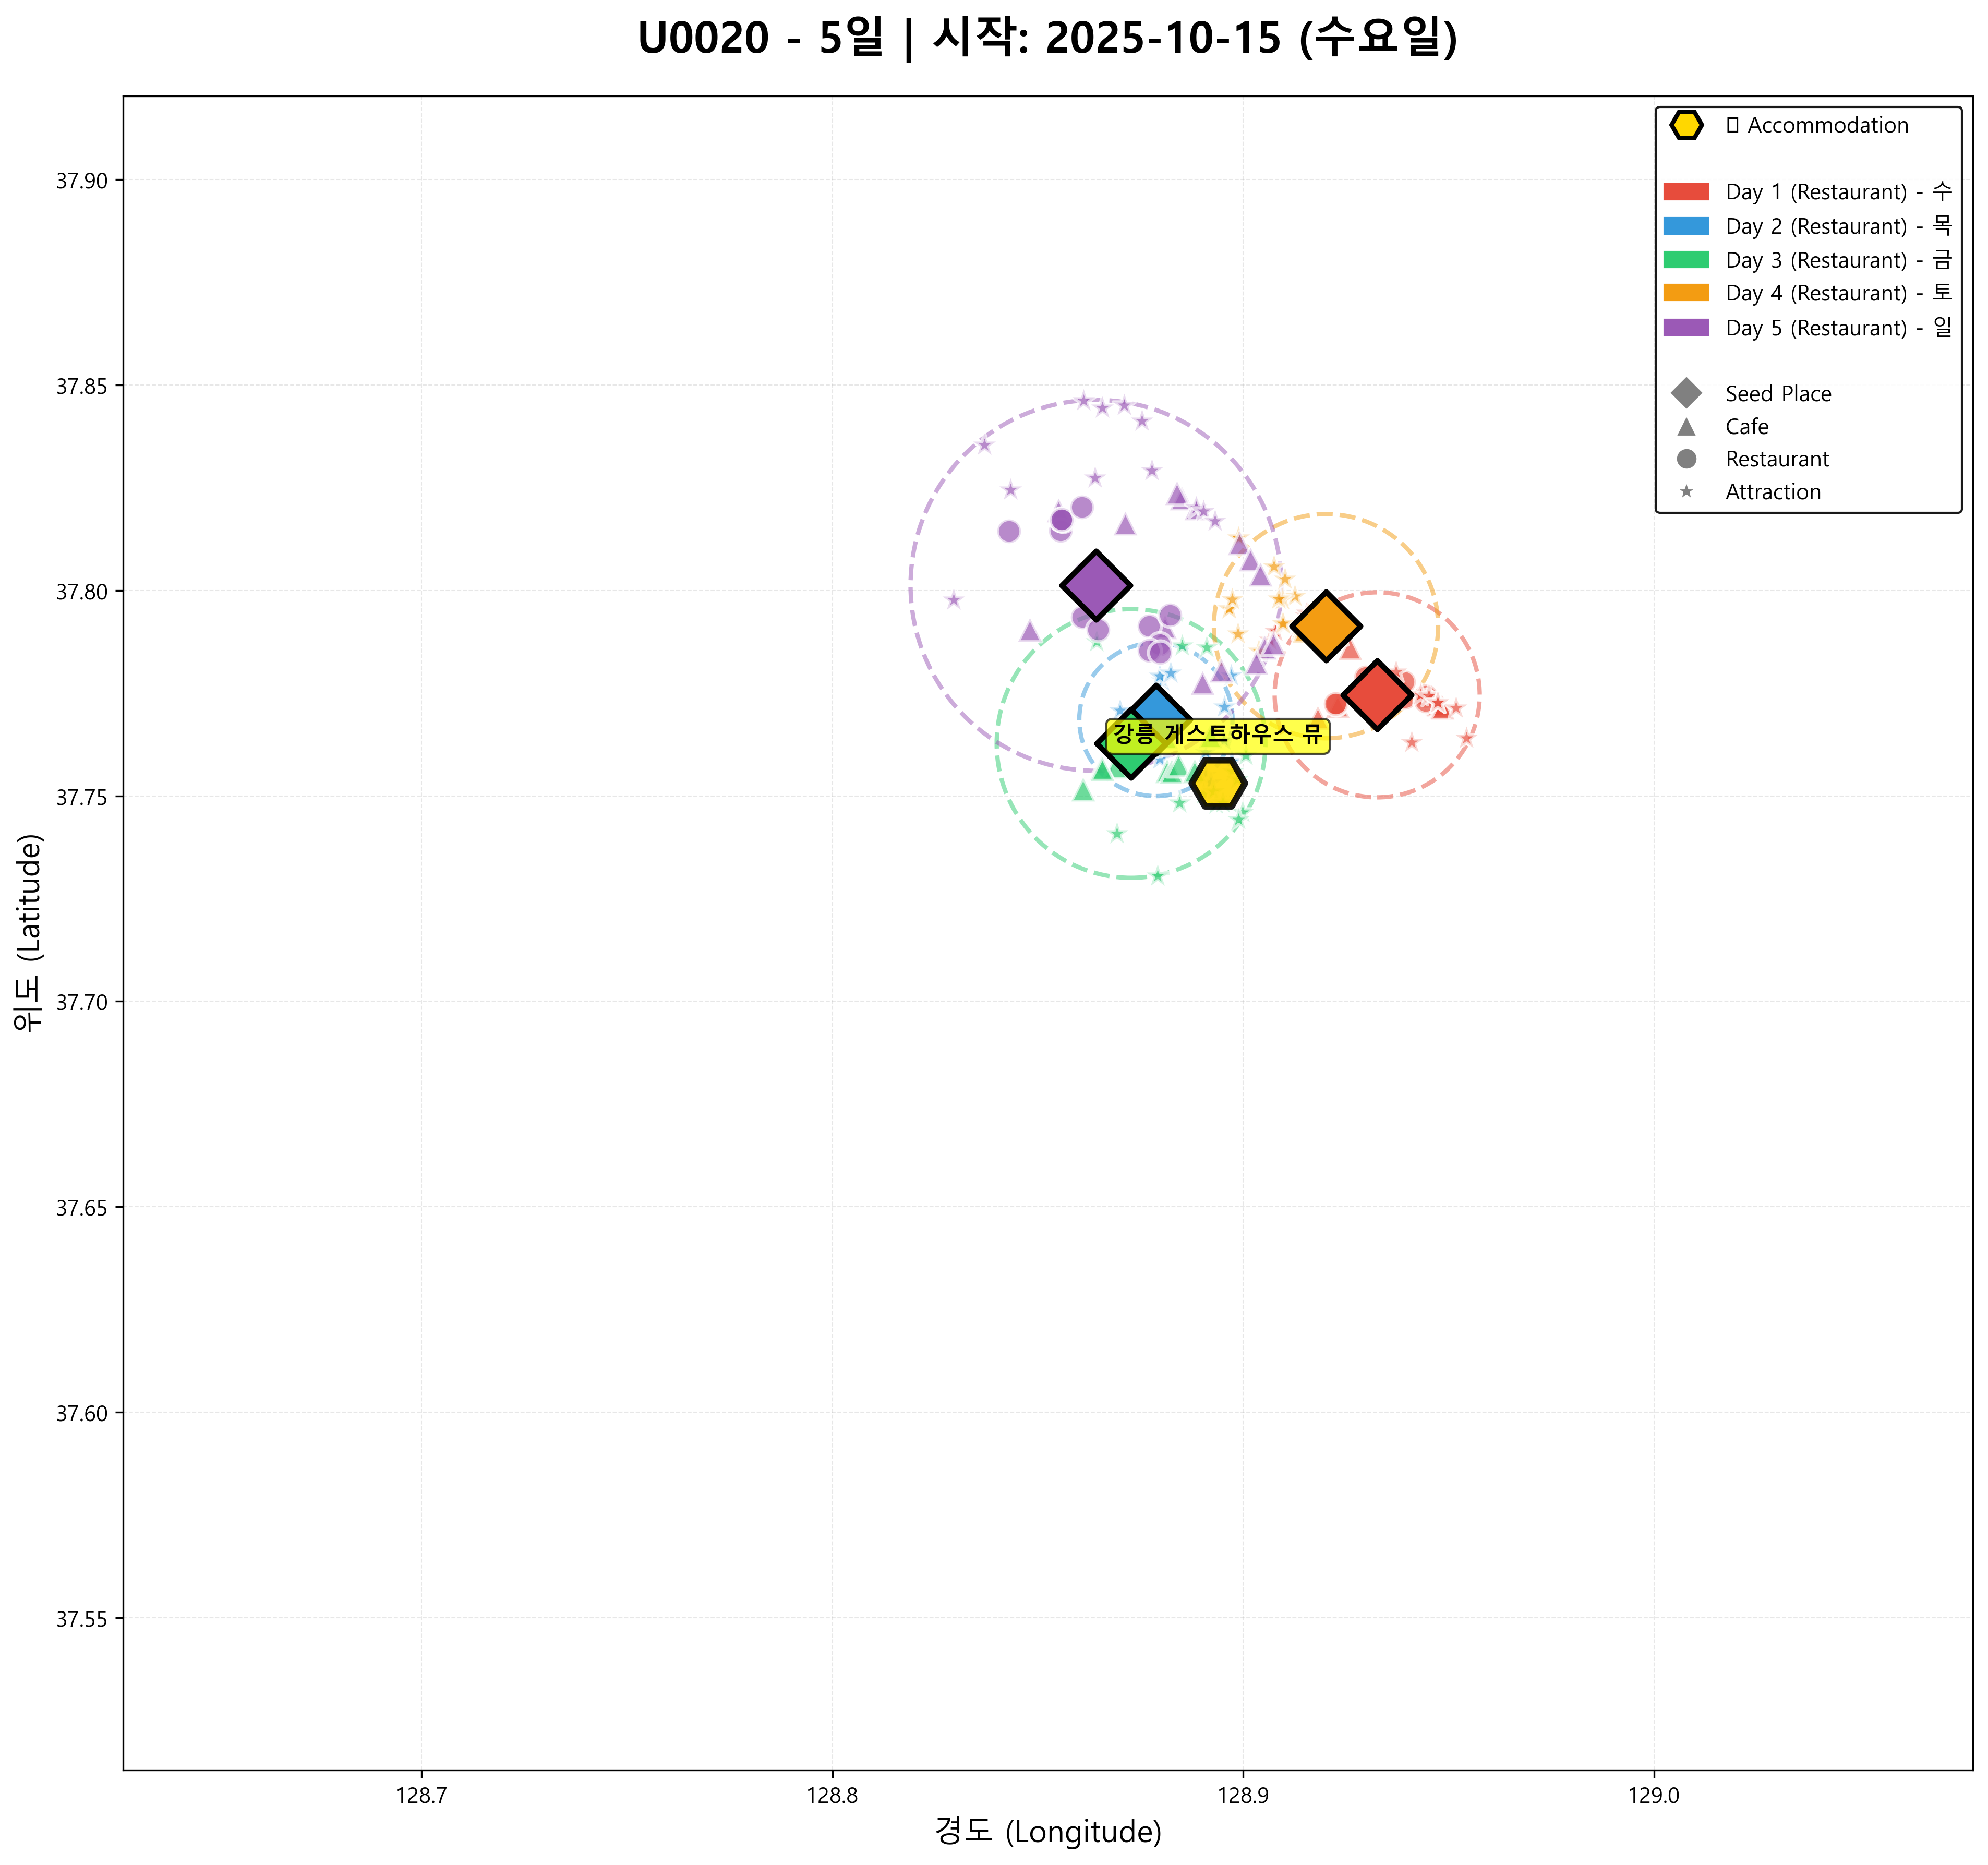 U0020 - 5일 | 시작: 2025-10-15 (수요일)
▯ Accommodation
Day 1 (Restaurant) - 수
Day 2 (Restaurant) - 목
Day 3 (Restaurant) - 금
Day 4 (Restaurant) - 토
Day 5 (Restaurant) - 일
Seed Place
Cafe
Restaurant
Attraction
37.90
37.85
37.80
37.75
37.70
37.65
37.60
37.55
위도 (Latitude)
강릉 게스트하우스 뮤
128.7
128.8
128.9
129.0
경도 (Longitude)